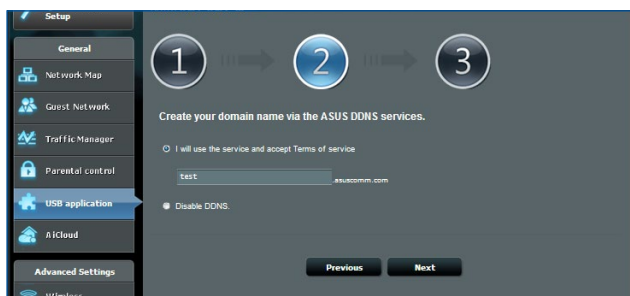 Setup
General
Network Map
Guest Network
Traffic Manager
Parental control
USB application
AiCloud
Advanced Settings
Wireless
1
2
3
Create your domain name via the ASUS DDNS services.
I will use the service and accept Terms of service
test .asuscomm.com
Disable DDNS.
Previous Next